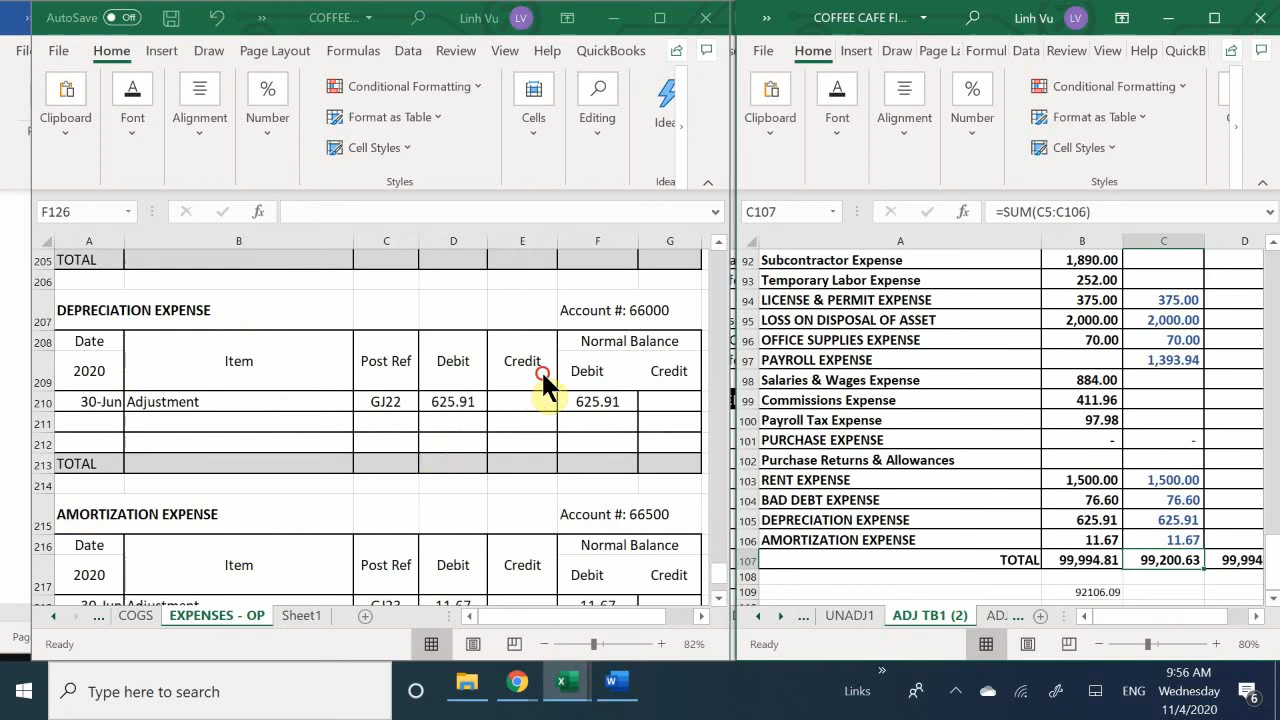 AutoSave Off COFFEE... Linh Vu LV
File Home Insert Draw Page Layout Formulas Data Review View Help QuickBooks
Clipboard Font Alignment Number Conditional Formatting Format as Table Cell Styles Cells Editing
Styles
F126 fx
A B C D E F G
205 TOTAL
206
207 DEPRECIATION EXPENSE Account #: 66000
208 Date Item Post Ref Debit Credit Normal Balance
209 2020 Debit Credit
210 30-Jun Adjustment GJ22 625.91 625.91
211
212
213 TOTAL
214
215 AMORTIZATION EXPENSE Account #: 66500
216 Date Item Post Ref Debit Credit Normal Balance
217 2020 Debit Credit
... COGS EXPENSES - OP Sheet1
Ready 82%
COFFEE CAFE FI... Linh Vu LV
File Home Insert Draw Page La Formul Data Review View Help QuickB
Clipboard Font Alignment Number Conditional Formatting Format as Table Cell Styles
Styles
C107 fx =SUM(C5:C106)
A B C D
92 Subcontractor Expense 1,890.00
93 Temporary Labor Expense 252.00
94 LICENSE & PERMIT EXPENSE 375.00 375.00
95 LOSS ON DISPOSAL OF ASSET 2,000.00 2,000.00
96 OFFICE SUPPLIES EXPENSE 70.00 70.00
97 PAYROLL EXPENSE 1,393.94
98 Salaries & Wages Expense 884.00
99 Commissions Expense 411.96
100 Payroll Tax Expense 97.98
101 PURCHASE EXPENSE - -
102 Purchase Returns & Allowances
103 RENT EXPENSE 1,500.00 1,500.00
104 BAD DEBT EXPENSE 76.60 76.60
105 DEPRECIATION EXPENSE 625.91 625.91
106 AMORTIZATION EXPENSE 11.67 11.67
107 TOTAL 99,994.81 99,200.63 99,994
108
109 92106.09
... UNADJ1 ADJ TB1 (2) ADJ ...
Ready 80%
Type here to search
Links ENG
9:56 AM
Wednesday
11/4/2020
6